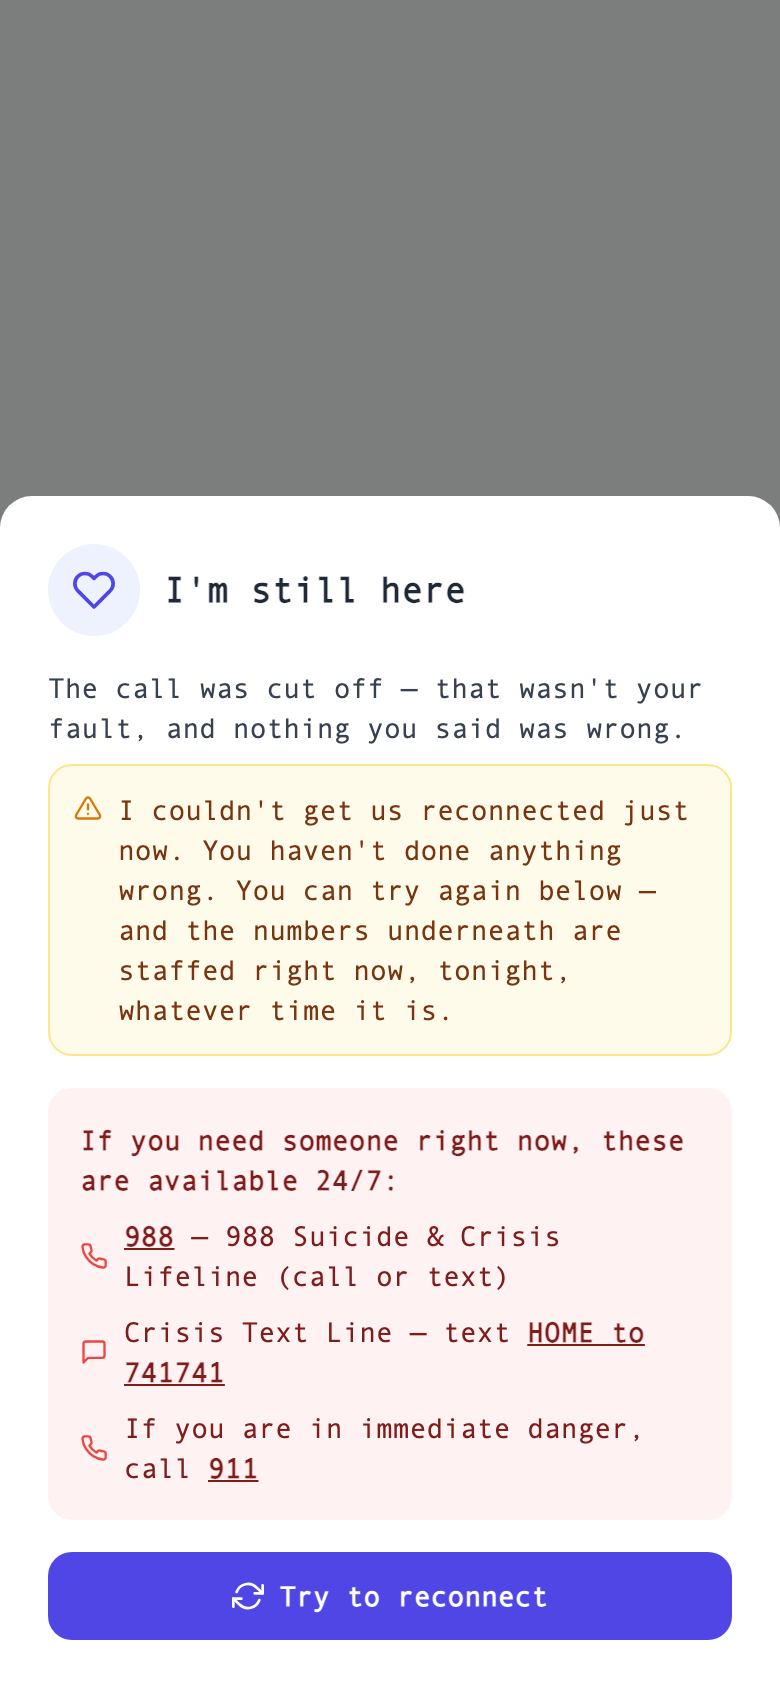 I'm still here
The call was cut off — that wasn't your
fault, and nothing you said was wrong.
I couldn't get us reconnected just
now. You haven't done anything
wrong. You can try again below —
and the numbers underneath are
staffed right now, tonight,
whatever time it is.
If you need someone right now, these
are available 24/7:
988 — 988 Suicide & Crisis
Lifeline (call or text)
Crisis Text Line — text HOME to
741741
If you are in immediate danger,
call 911
Try to reconnect